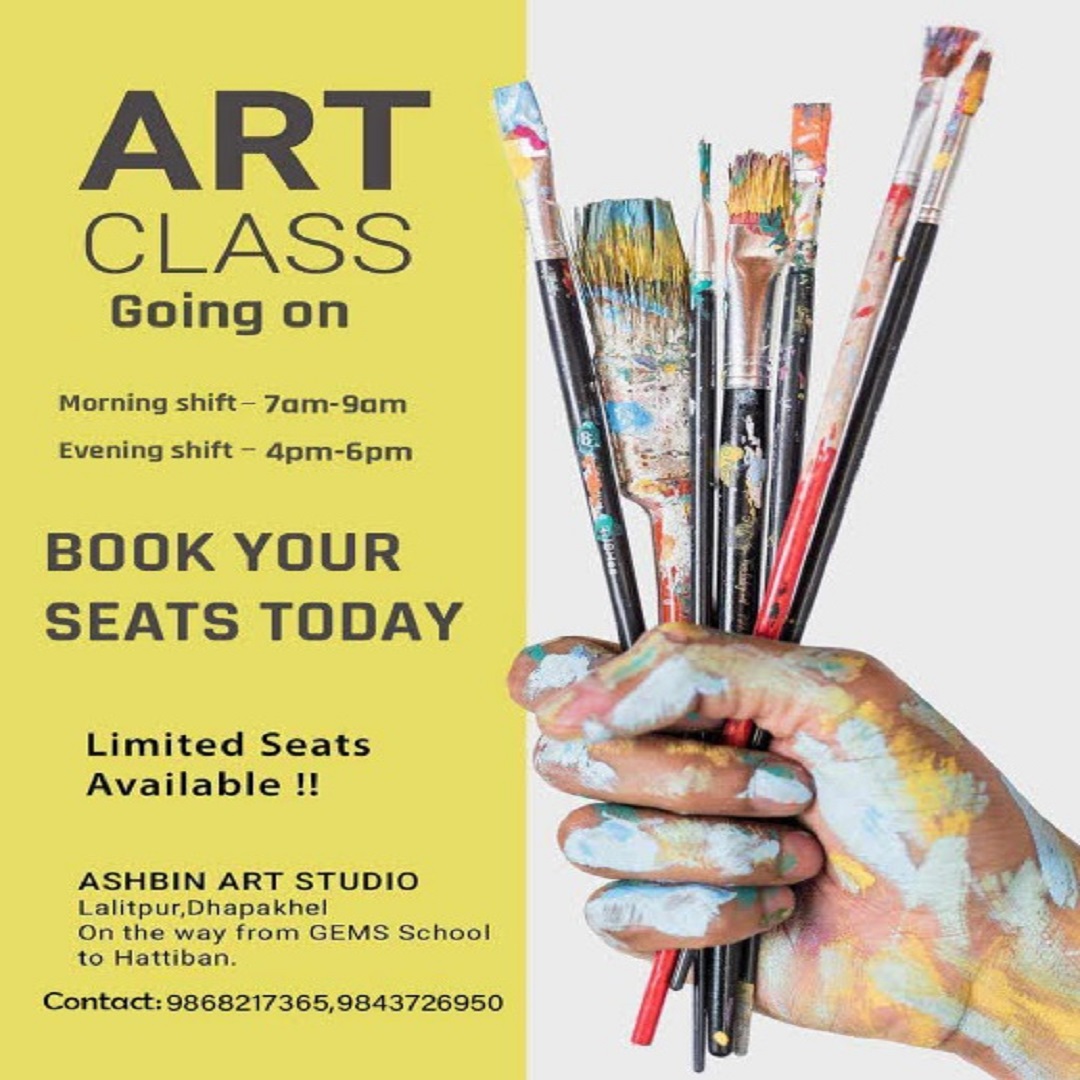 ART
CLASS
Going on
Morning shift – 7am-9am
Evening shift – 4pm-6pm
BOOK YOUR
SEATS TODAY
Limited Seats
Available !!
ASHBIN ART STUDIO
Lalitpur,Dhapakhel
On the way from GEMS School
to Hattiban.
Contact: 9868217365,9843726950